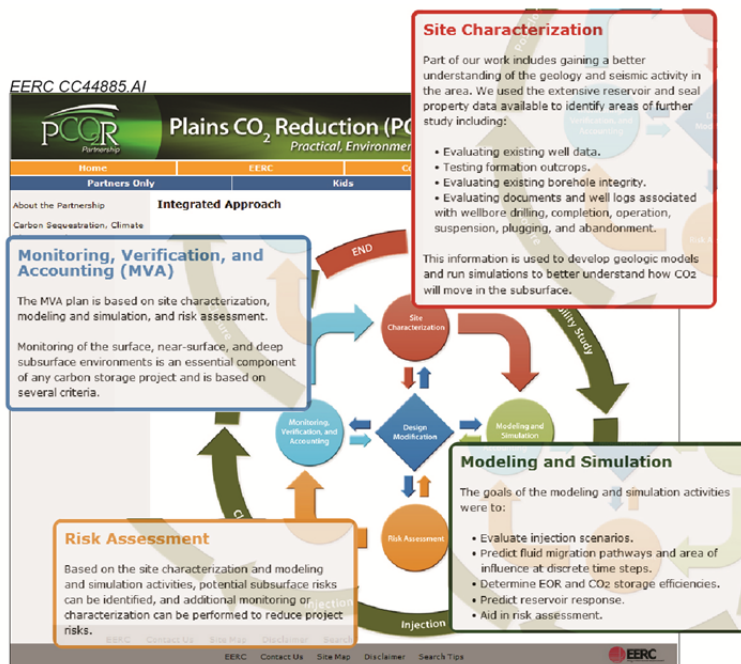 EERC CC44885.AI
PCOR
Partnership
Plains CO2 Reduction (PC
Practical, Environmen
Home
EERC
Co
Partners Only
Kids
About the Partnership
Carbon Sequestration, Climate
Integrated Approach
Site Characterization
Part of our work includes gaining a better
understanding of the geology and seismic activity in
the area. We used the extensive reservoir and seal
property data available to identify areas of further
study including:
• Evaluating existing well data.
• Testing formation outcrops.
• Evaluating existing borehole integrity.
• Evaluating documents and well logs associated
with wellbore drilling, completion, operation,
suspension, plugging, and abandonment.
This information is used to develop geologic models
and run simulations to better understand how CO2
will move in the subsurface.
Monitoring, Verification, and
Accounting (MVA)
The MVA plan is based on site characterization,
modeling and simulation, and risk assessment.
Monitoring of the surface, near-surface, and deep
subsurface environments is an essential component
of any carbon storage project and is based on
several criteria.
END
Site
Characterization
bility Study
Monitoring,
Verification, and
Accounting
Design
Modification
Modeling and
Simulation
Risk Assessment
Injection
Modeling and Simulation
The goals of the modeling and simulation activities
were to:
• Evaluate injection scenarios.
• Predict fluid migration pathways and area of
influence at discrete time steps.
• Determine EOR and CO2 storage efficiencies.
• Predict reservoir response.
• Aid in risk assessment.
Risk Assessment
Based on the site characterization and modeling
and simulation activities, potential subsurface risks
can be identified, and additional monitoring or
characterization can be performed to reduce project
risks.
EERC Contact Us Site Map Disclaimer Search
EERC Contact Us Site Map Disclaimer Search Tips
EERC